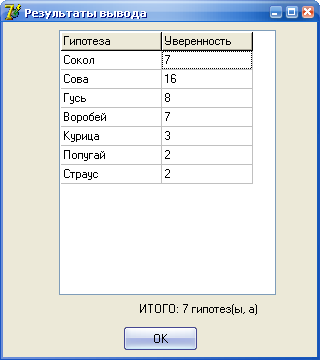 Результаты вывода
Гипотеза Уверенность
Сокол 7
Сова 16
Гусь 8
Воробей 7
Курица 3
Попугай 2
Страус 2
ИТОГО: 7 гипотез(ы, а)
OK